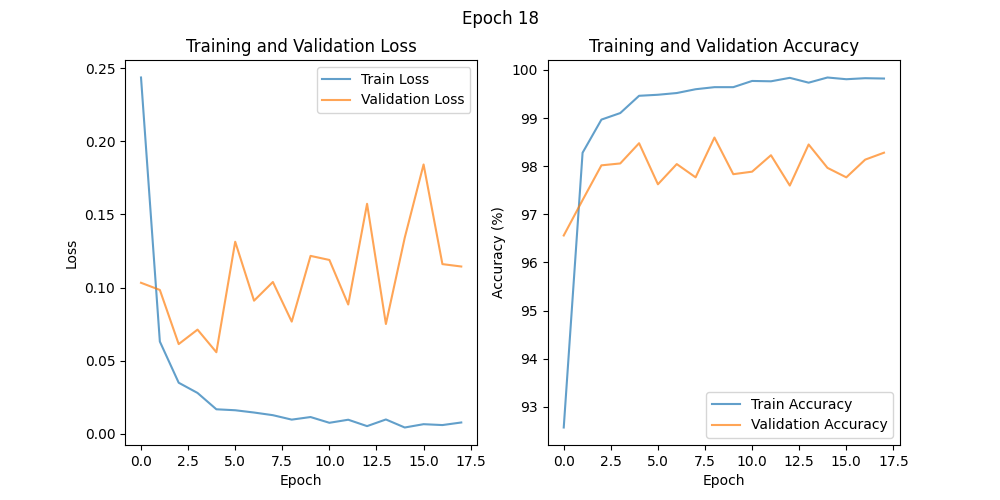 Epoch 18
Training and Validation Loss
Train Loss
Validation Loss
0.25
0.20
0.15
0.10
0.05
0.00
Loss
0.0 2.5 5.0 7.5 10.0 12.5 15.0 17.5
Epoch
Training and Validation Accuracy
100
99
98
97
96
95
94
93
Accuracy (%)
Train Accuracy
Validation Accuracy
0.0 2.5 5.0 7.5 10.0 12.5 15.0 17.5
Epoch